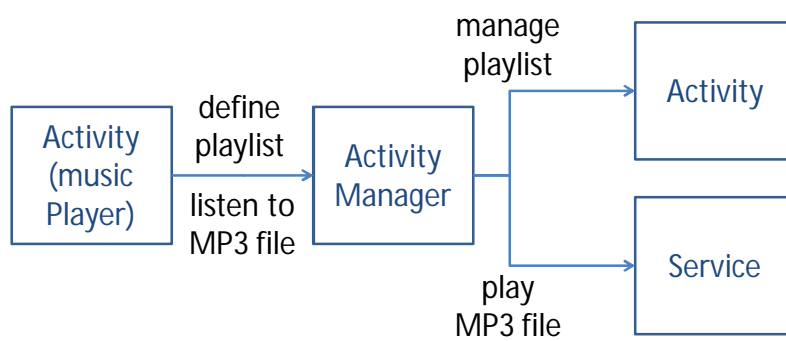 Activity
(music
Player)
define
playlist
listen to
MP3 file
Activity
Manager
manage
playlist
Activity
play
MP3 file
Service